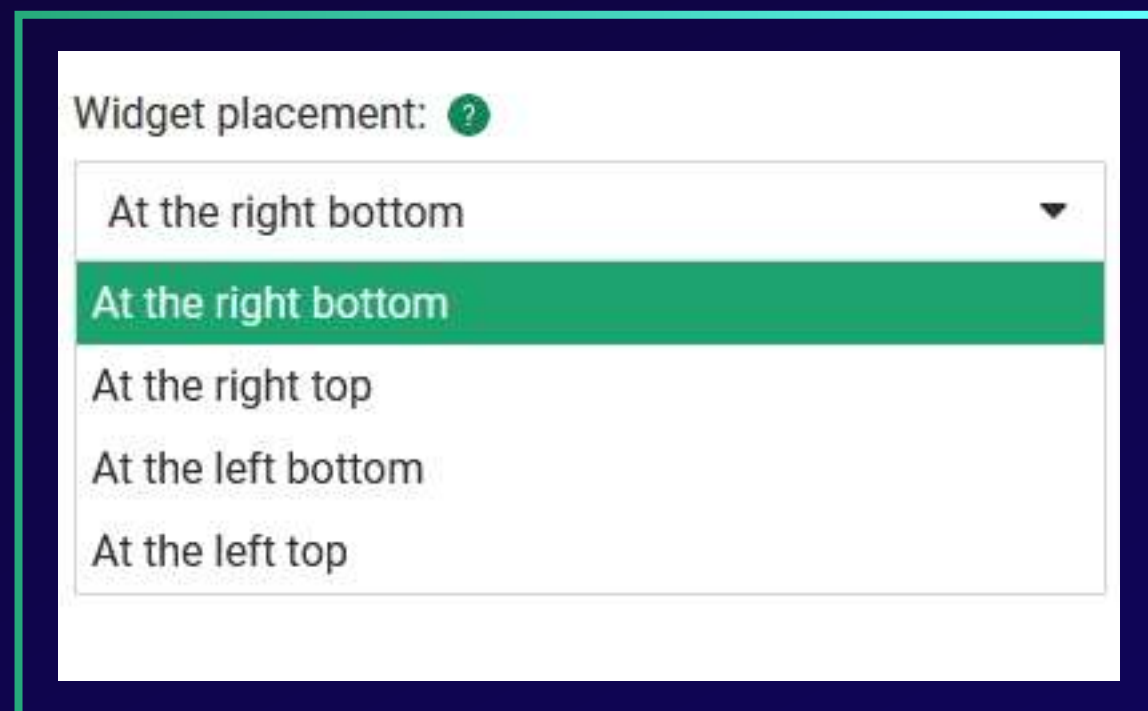 Widget placement: ?
At the right bottom
At the right bottom
At the right top
At the left bottom
At the left top